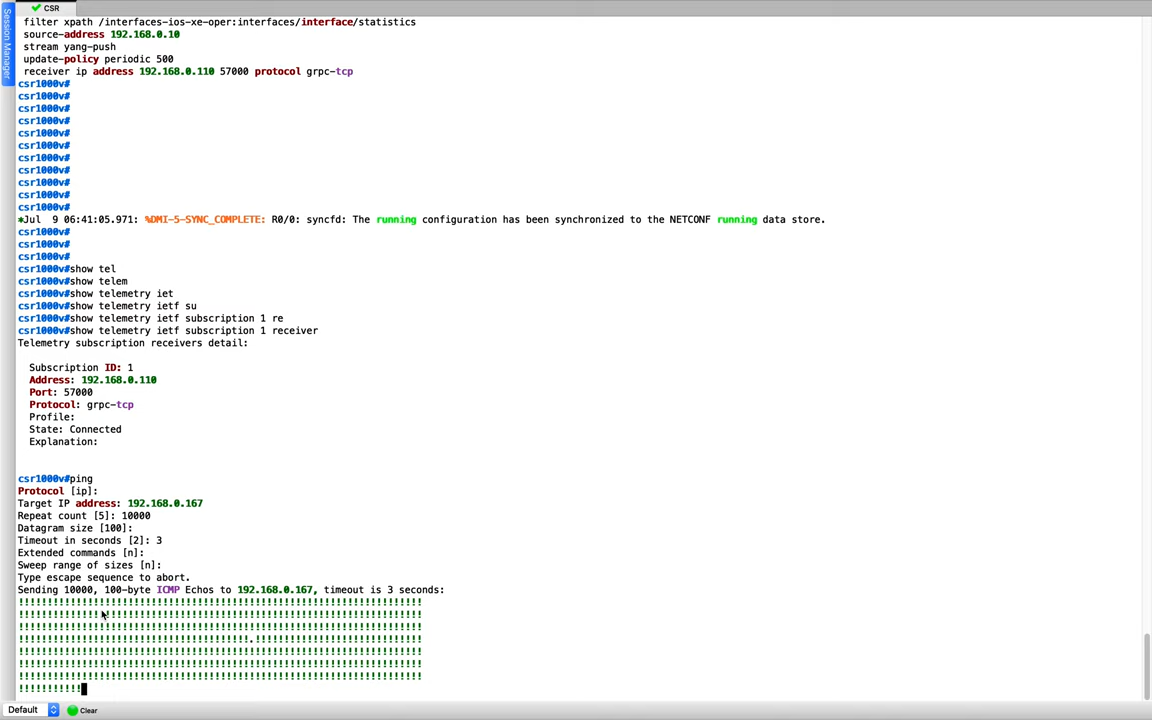 CSR
Session Manager
filter xpath /interfaces-ios-xe-oper:interfaces/interface/statistics
source-address 192.168.0.10
stream yang-push
update-policy periodic 500
receiver ip address 192.168.0.110 57000 protocol grpc-tcp
csr1000v#
csr1000v#
csr1000v#
csr1000v#
csr1000v#
csr1000v#
csr1000v#
csr1000v#
csr1000v#
csr1000v#
csr1000v#
*Jul  9 06:41:05.971: %DMI-5-SYNC_COMPLETE: R0/0: syncfd: The running configuration has been synchronized to the NETCONF running data store.
csr1000v#
csr1000v#
csr1000v#
csr1000v#show tel
csr1000v#show telem
csr1000v#show telemetry iet
csr1000v#show telemetry ietf su
csr1000v#show telemetry ietf subscription 1 re
csr1000v#show telemetry ietf subscription 1 receiver
Telemetry subscription receivers detail:
Subscription ID: 1
Address: 192.168.0.110
Port: 57000
Protocol: grpc-tcp
Profile:
State: Connected
Explanation:
csr1000v#ping
Protocol [ip]:
Target IP address: 192.168.0.167
Repeat count [5]: 10000
Datagram size [100]:
Timeout in seconds [2]: 3
Extended commands [n]:
Sweep range of sizes [n]:
Type escape sequence to abort.
Sending 10000, 100-byte ICMP Echos to 192.168.0.167, timeout is 3 seconds:
!!!!!!!!!!!!!!!!!!!!!!!!!!!!!!!!!!!!!!!!!!!!!!!!!!!!!!!!!!!!!!!!!!!!!!
!!!!!!!!!!!!!!!!!!!!!!!!!!!!!!!!!!!!!!!!!!!!!!!!!!!!!!!!!!!!!!!!!!!!!!
!!!!!!!!!!!!!!!!!!!!!!!!!!!!!!!!!!!!!!!!!!!!!!!!!!!!!!!!!!!!!!!!!!!!!!
!!!!!!!!!!!!!!!!!!!!!!!!!!!!!!!!!!!!!!!!.!!!!!!!!!!!!!!!!!!!!!!!!!!!!!
!!!!!!!!!!!!!!!!!!!!!!!!!!!!!!!!!!!!!!!!!!!!!!!!!!!!!!!!!!!!!!!!!!!!!!
!!!!!!!!!!!!!!!!!!!!!!!!!!!!!!!!!!!!!!!!!!!!!!!!!!!!!!!!!!!!!!!!!!!!!!
!!!!!!!!!!!!!!!!!!!!!!!!!!!!!!!!!!!!!!!!!!!!!!!!!!!!!!!!!!!!!!!!!!!!!!
!!!!!!!!!!!
Default
Clear